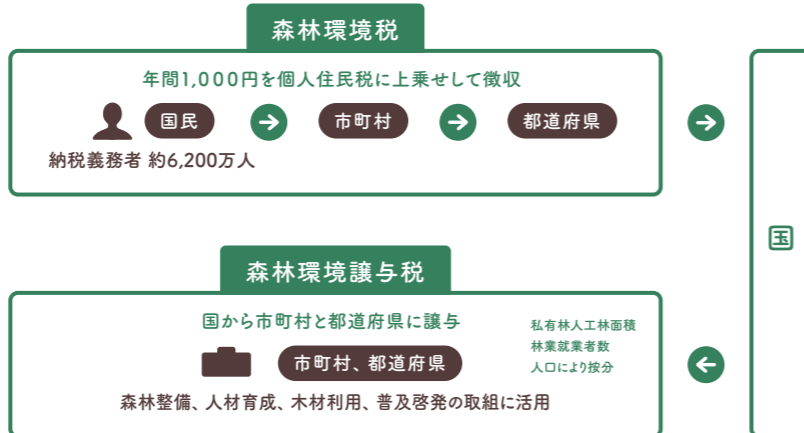 森林環境税
年間1,000円を個人住民税に上乗せして徴収
国民
市町村
都道府県
納税義務者 約6,200万人
国
森林環境譲与税
国から市町村と都道府県に譲与
私有林人工林面積
林業就業者数
人口により按分
市町村、都道府県
森林整備、人材育成、木材利用、普及啓発の取組に活用